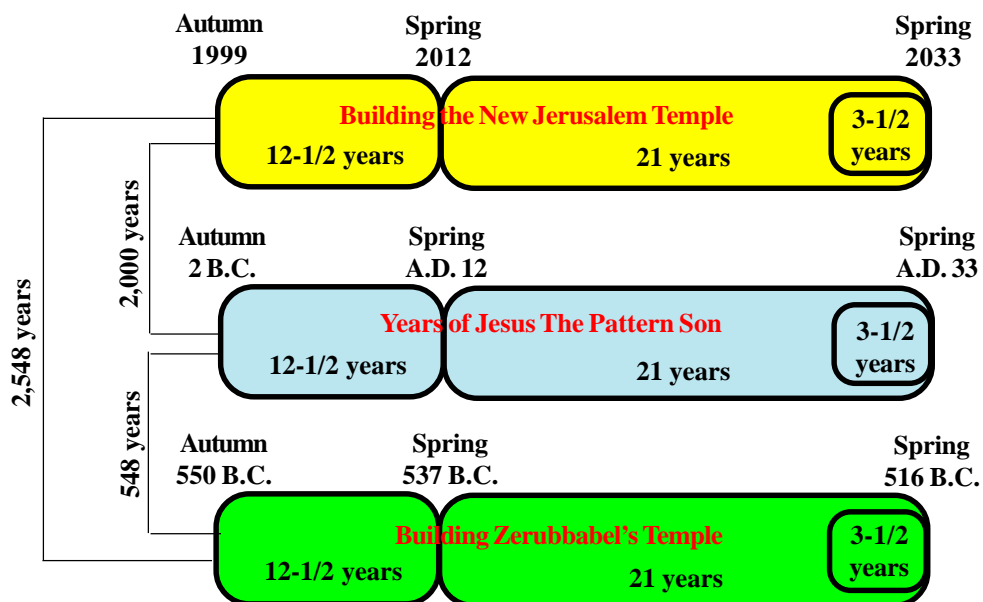 Autumn
1999
Spring
2012
Spring
2033
Building the New Jerusalem Temple
12-1/2 years
21 years
3-1/2
years
2,548 years
2,000 years
Autumn
2 B.C.
Spring
A.D. 12
Spring
A.D. 33
Years of Jesus The Pattern Son
12-1/2 years
21 years
3-1/2
years
548 years
Autumn
550 B.C.
Spring
537 B.C.
Spring
516 B.C.
Building Zerubbabel's Temple
12-1/2 years
21 years
3-1/2
years